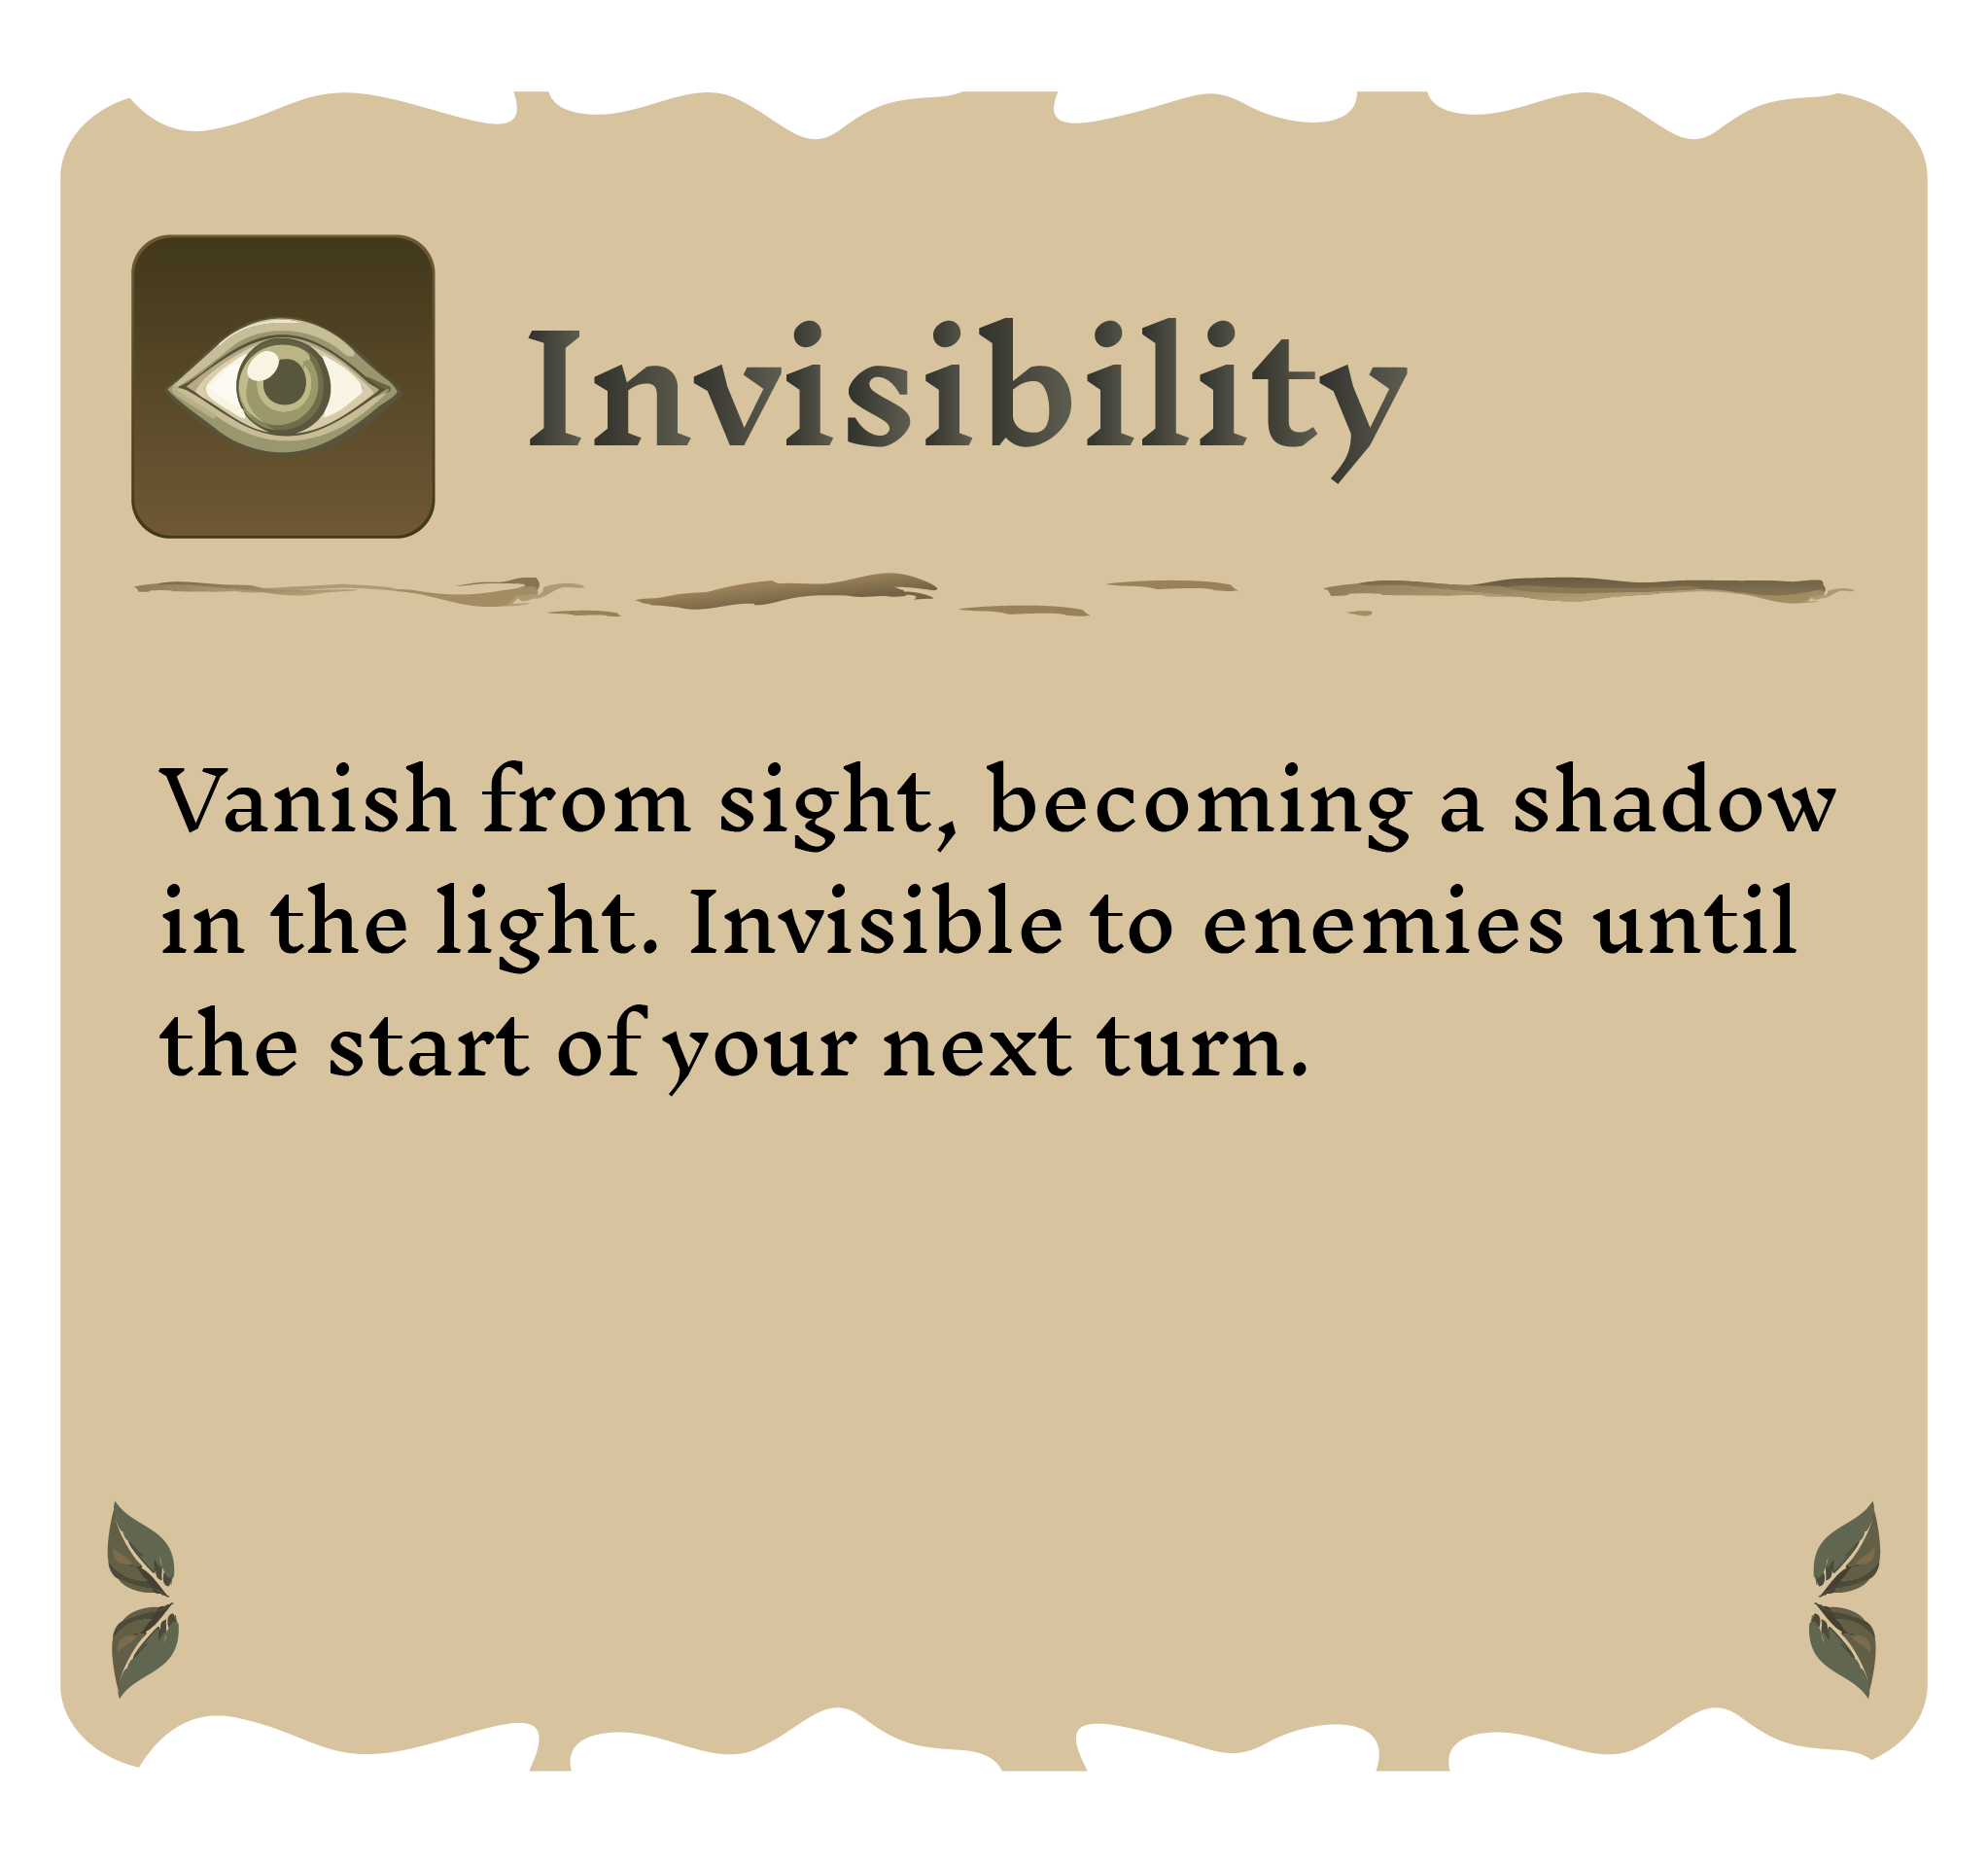 Invisibility
Vanish from sight, becoming a shadow
in the light. Invisible to enemies until
the start of your next turn.